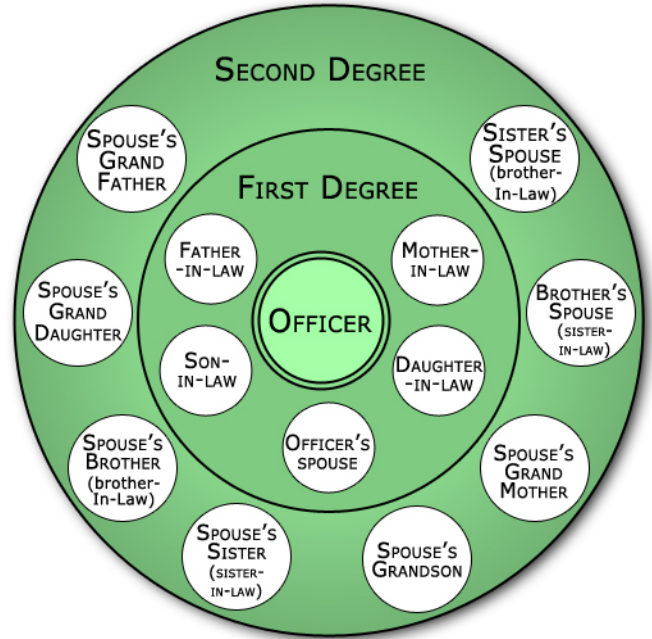 SECOND DEGREE
SPOUSE'S
GRAND
FATHER
SISTER'S
SPOUSE
(brother-
In-Law)
FIRST DEGREE
FATHER
-IN-LAW
MOTHER-
IN-LAW
OFFICER
SPOUSE'S
GRAND
DAUGHTER
BROTHER'S
SPOUSE
(SISTER-
IN-LAW)
SON-
IN-LAW
DAUGHTER
-IN-LAW
OFFICER'S
SPOUSE
SPOUSE'S
BROTHER
(brother-
In-Law)
SPOUSE'S
GRAND
MOTHER
SPOUSE'S
SISTER
(SISTER-
IN-LAW)
SPOUSE'S
GRANDSON